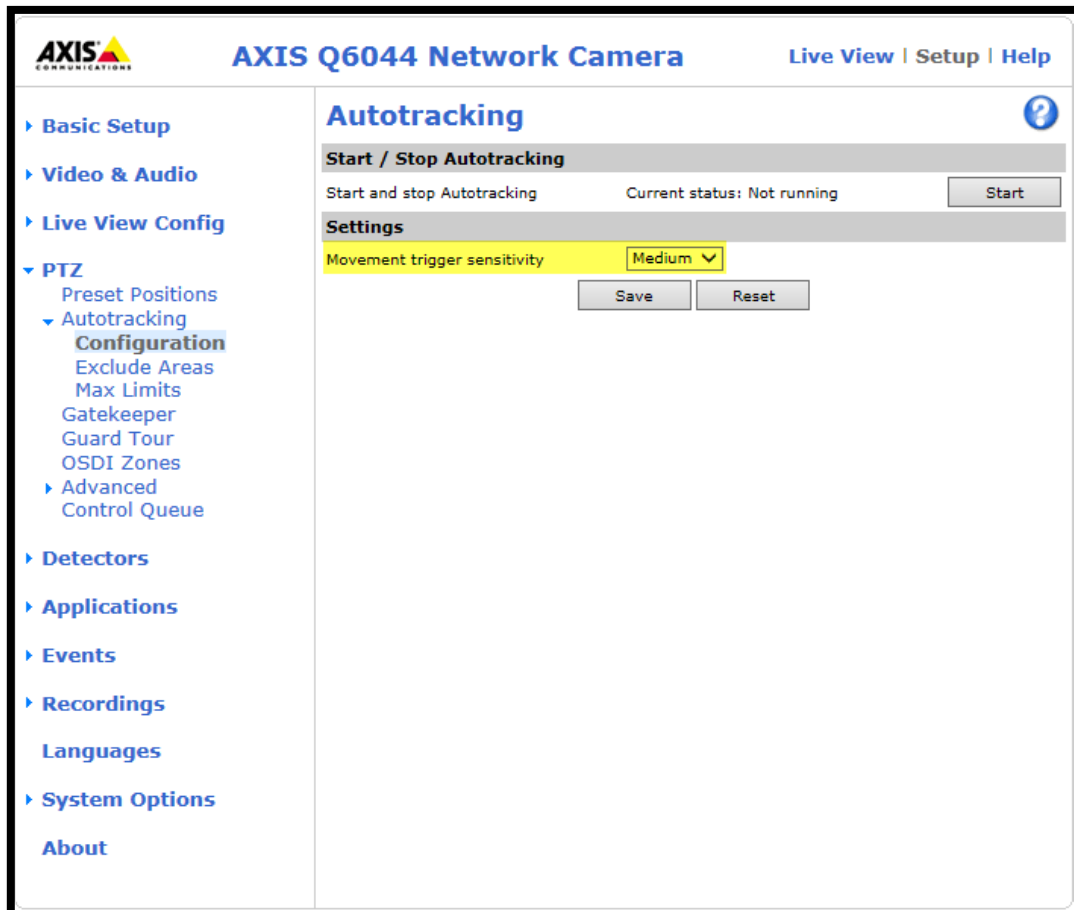 AXIS
COMMUNICATIONS
AXIS Q6044 Network Camera
Live View | Setup | Help
Basic Setup
Video & Audio
Live View Config
PTZ
Preset Positions
Autotracking
Configuration
Exclude Areas
Max Limits
Gatekeeper
Guard Tour
OSDI Zones
Advanced
Control Queue
Detectors
Applications
Events
Recordings
Languages
System Options
About
Autotracking
?
Start / Stop Autotracking
Start and stop Autotracking Current status: Not running Start
Settings
Movement trigger sensitivity Medium
Save Reset